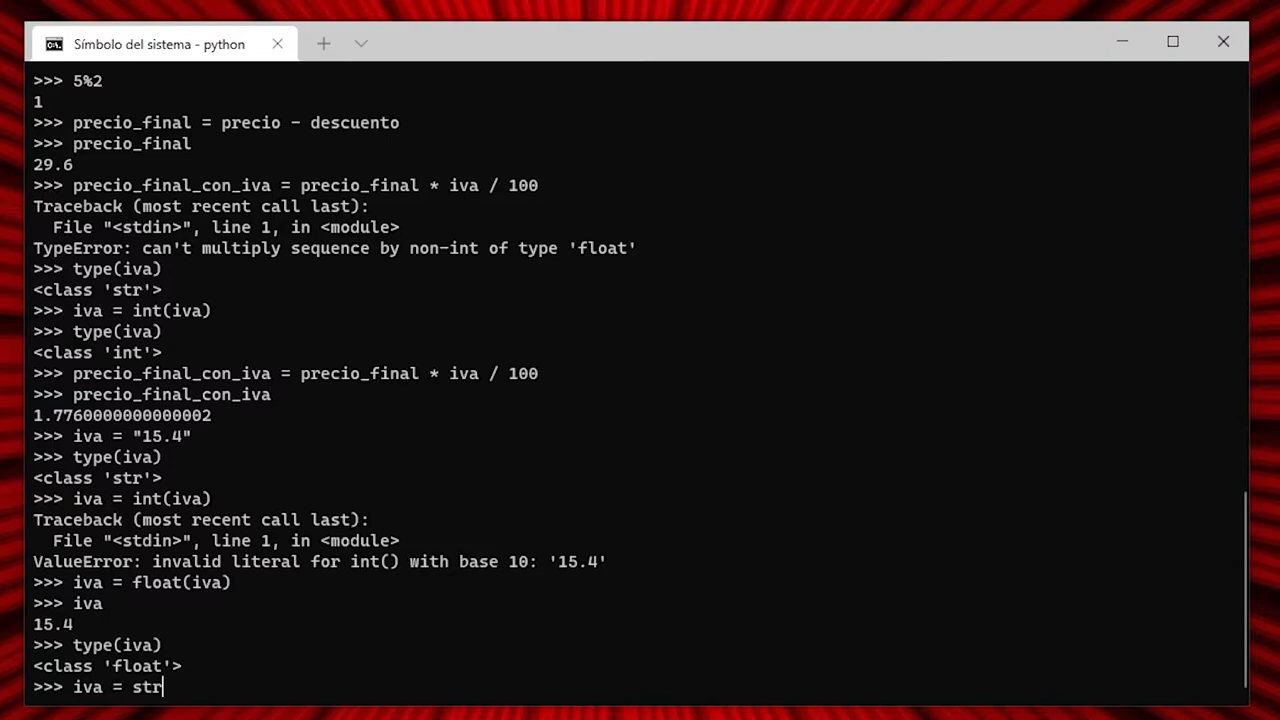 Símbolo del sistema - python
>>> 5%2
1
>>> precio_final = precio - descuento
>>> precio_final
29.6
>>> precio_final_con_iva = precio_final * iva / 100
Traceback (most recent call last):
  File "<stdin>", line 1, in <module>
TypeError: can't multiply sequence by non-int of type 'float'
>>> type(iva)
<class 'str'>
>>> iva = int(iva)
>>> type(iva)
<class 'int'>
>>> precio_final_con_iva = precio_final * iva / 100
>>> precio_final_con_iva
1.7760000000000002
>>> iva = "15.4"
>>> type(iva)
<class 'str'>
>>> iva = int(iva)
Traceback (most recent call last):
  File "<stdin>", line 1, in <module>
ValueError: invalid literal for int() with base 10: '15.4'
>>> iva = float(iva)
>>> iva
15.4
>>> type(iva)
<class 'float'>
>>> iva = str